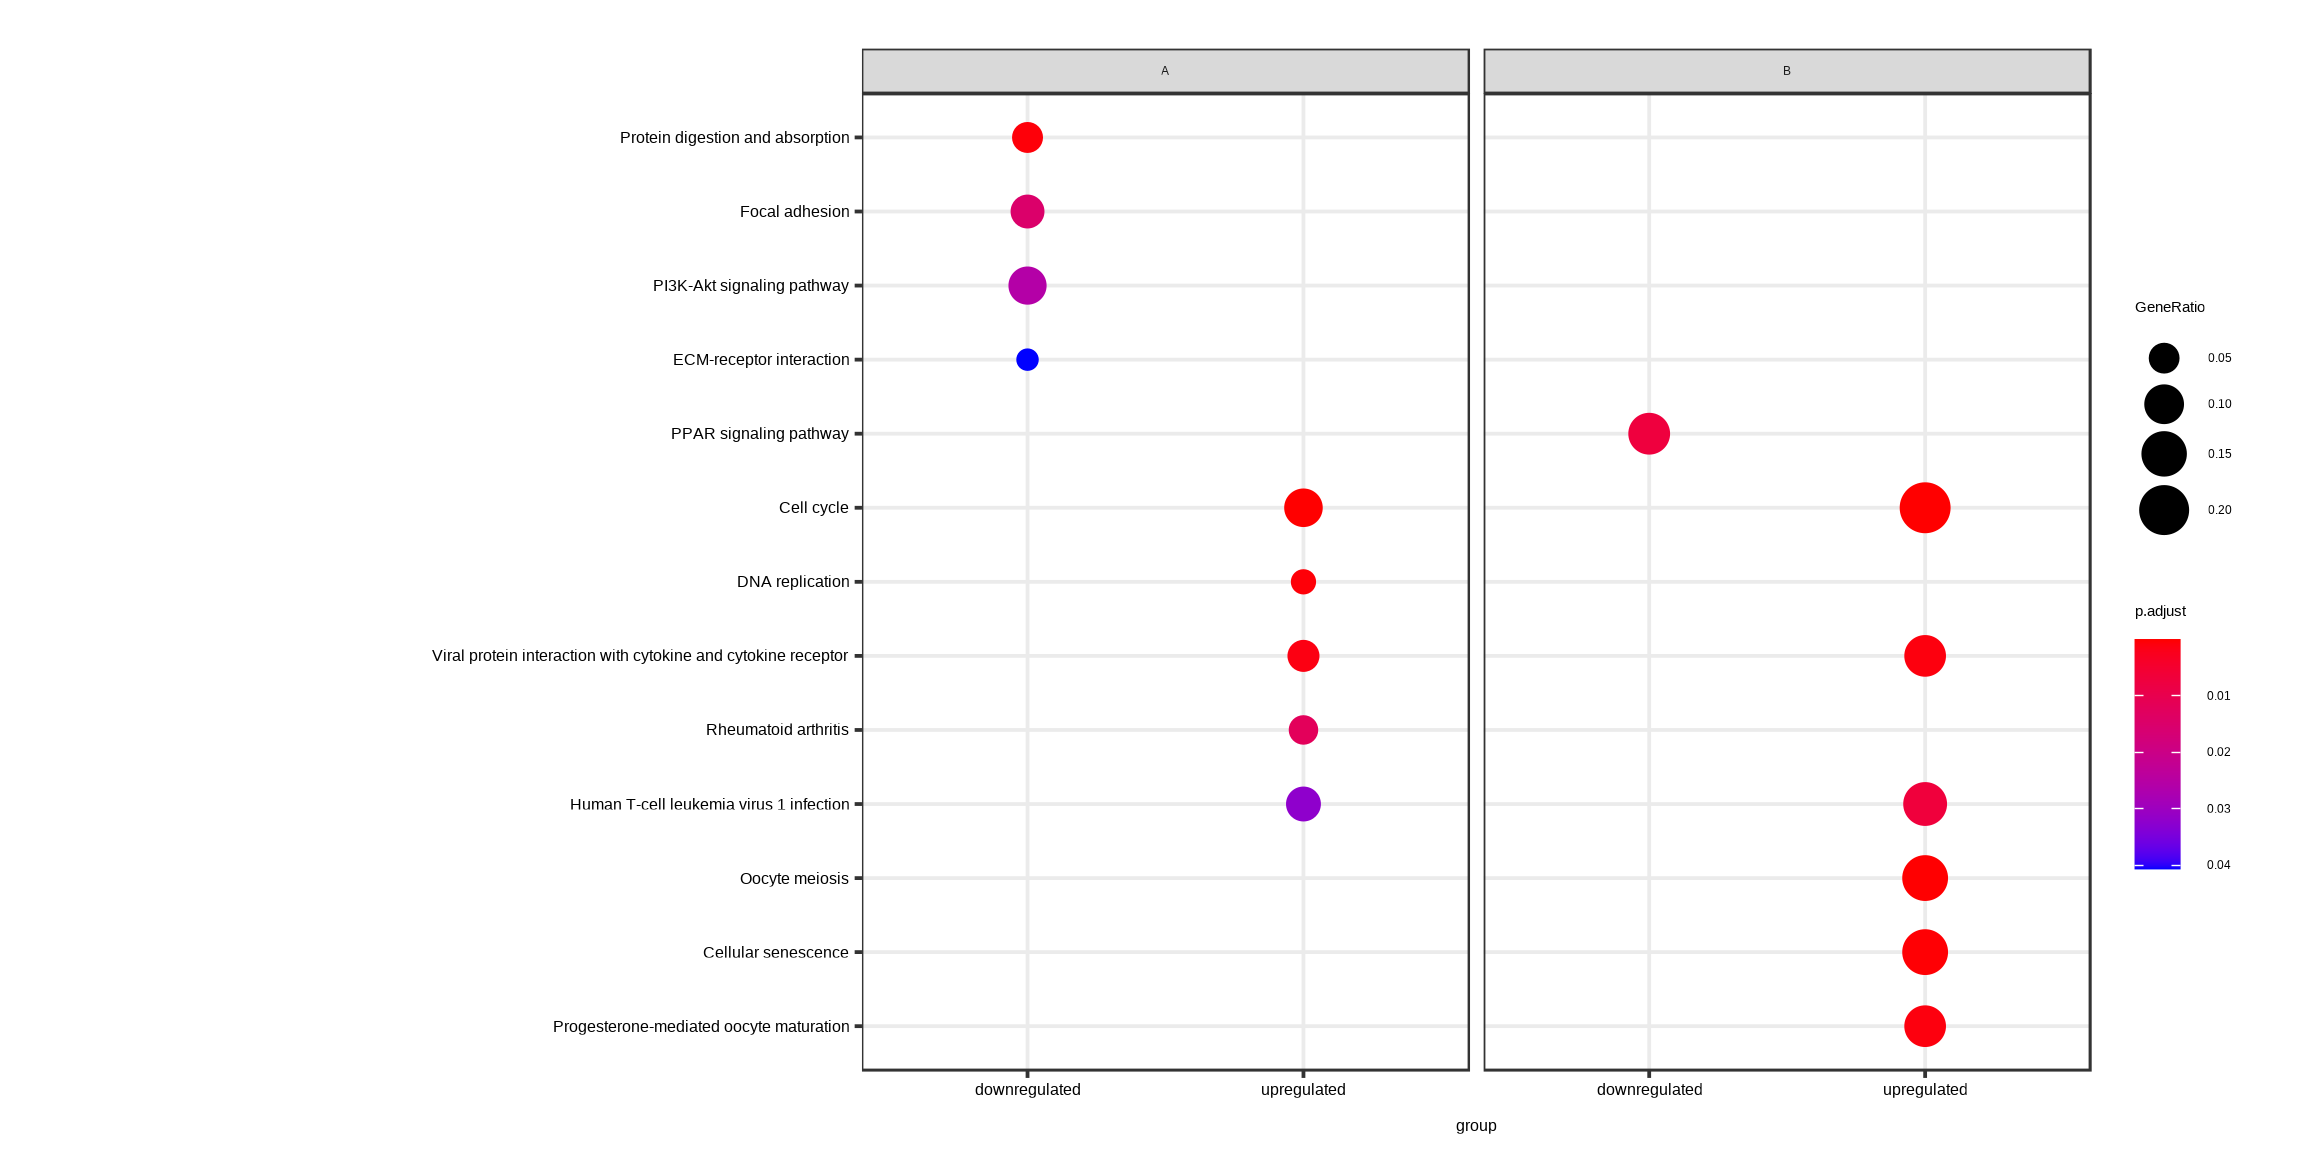 A
B
Protein digestion and absorption
Focal adhesion
PI3K-Akt signaling pathway
ECM-receptor interaction
PPAR signaling pathway
Cell cycle
DNA replication
Viral protein interaction with cytokine and cytokine receptor
Rheumatoid arthritis
Human T-cell leukemia virus 1 infection
Oocyte meiosis
Cellular senescence
Progesterone-mediated oocyte maturation
downregulated
upregulated
downregulated
upregulated
group
GeneRatio
0.05
0.10
0.15
0.20
p.adjust
0.01
0.02
0.03
0.04